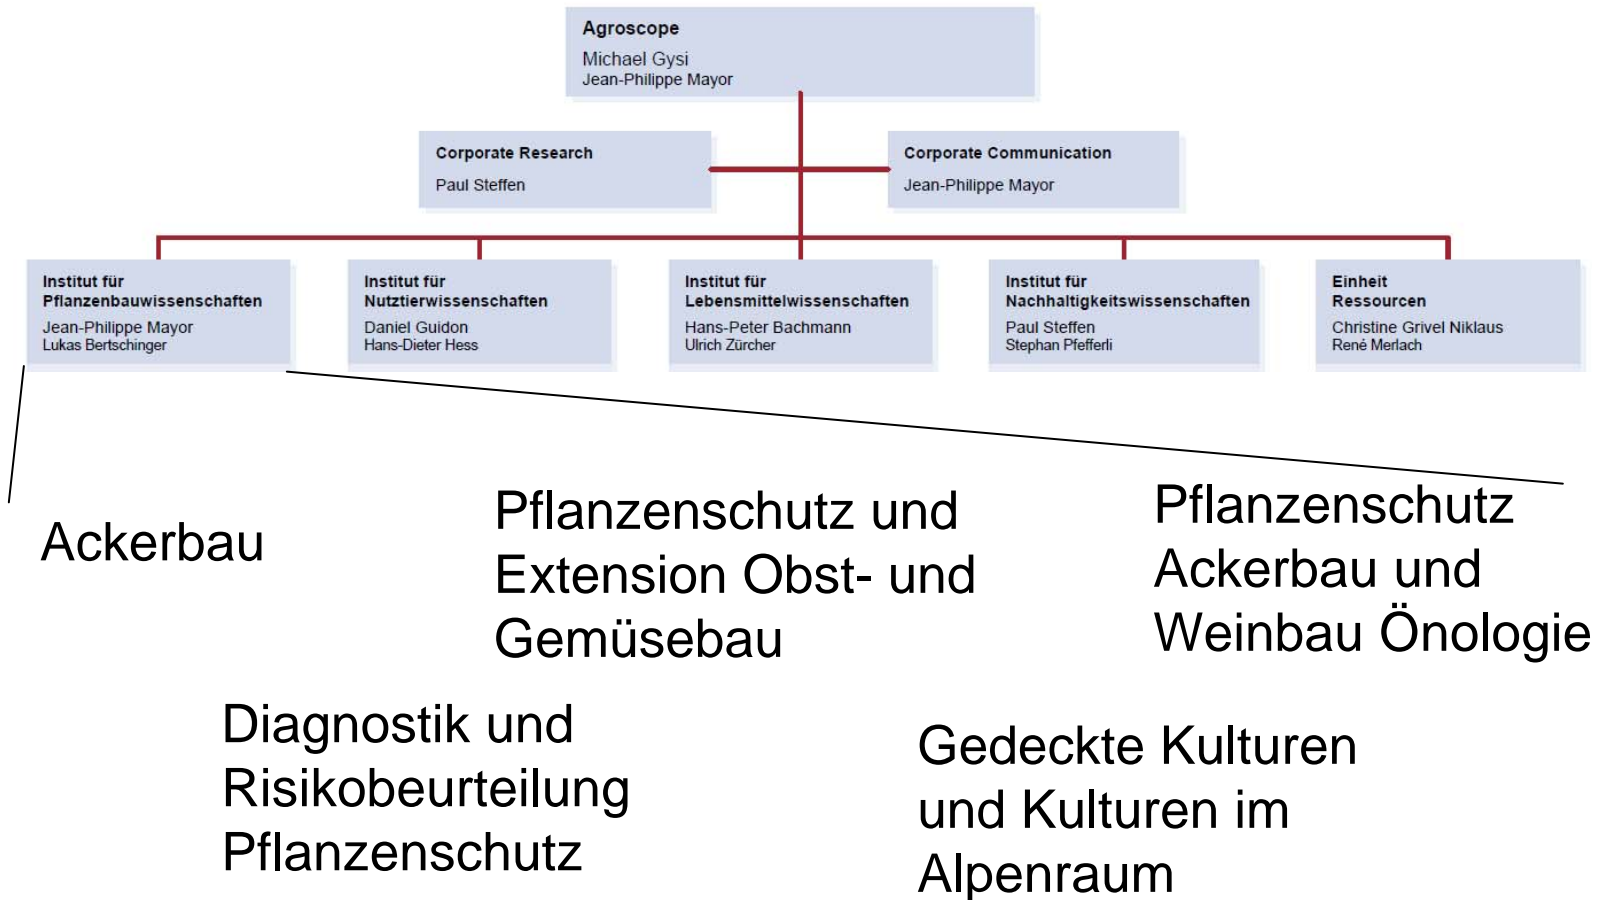 Agroscope
Michael Gysi
Jean-Philippe Mayor
Corporate Research
Paul Steffen
Corporate Communication
Jean-Philippe Mayor
Institut für
Pflanzenbauwissenschaften
Jean-Philippe Mayor
Lukas Bertschinger
Institut für
Nutztierwissenschaften
Daniel Guidon
Hans-Dieter Hess
Institut für
Lebensmittelwissenschaften
Hans-Peter Bachmann
Ulrich Zürcher
Institut für
Nachhaltigkeitswissenschaften
Paul Steffen
Stephan Pfefferli
Einheit
Ressourcen
Christine Grivel Niklaus
René Merlach
Ackerbau
Pflanzenschutz und
Extension Obst- und
Gemüsebau
Pflanzenschutz
Ackerbau und
Weinbau Önologie
Diagnostik und
Risikobeurteilung
Pflanzenschutz
Gedeckte Kulturen
und Kulturen im
Alpenraum